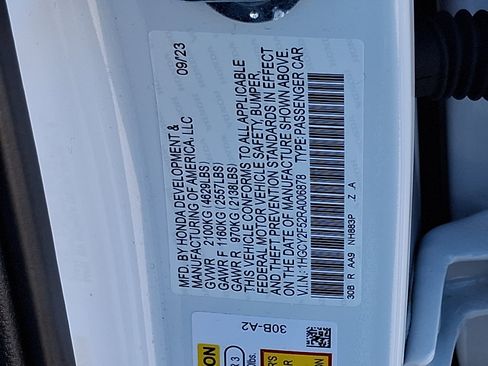 09/23
MFD. BY HONDA DEVELOPMENT &
MANUFACTURING OF AMERICA, LLC
GVWR 2100KG (4629LBS)
GAWR F 1160KG (2557LBS)
GAWR R 970KG (2138LBS)
THIS VEHICLE CONFORMS TO ALL APPLICABLE
FEDERAL MOTOR VEHICLE SAFETY, BUMPER,
AND THEFT PREVENTION STANDARDS IN EFFECT
ON THE DATE OF MANUFACTURE SHOWN ABOVE.
V.I.N.: 1HGCY2F52RA006878 TYPE: PASSENGER CAR
30B R AA9 NH883P Z A
30B-A2